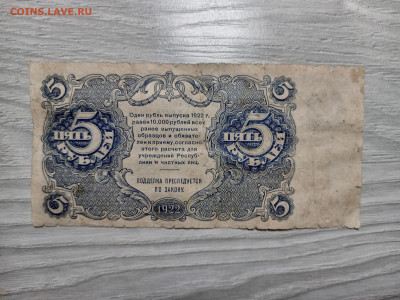 COINS.LAVE.RU
Один рубль выпуска 1922 г.
равен 10.000 рублей всех
ранее выпущенных
образцов и обязате-
лен к приему, согласно
этого расчета для
учреждений Респуб-
лики и частных лиц.
5
ПЯТЬ
РУБЛЕЙ
5
ПЯТЬ
РУБЛЕЙ
ПОДДЕЛКА ПРЕСЛЕДУЕТСЯ
ПО ЗАКОНУ.
5
1922
5